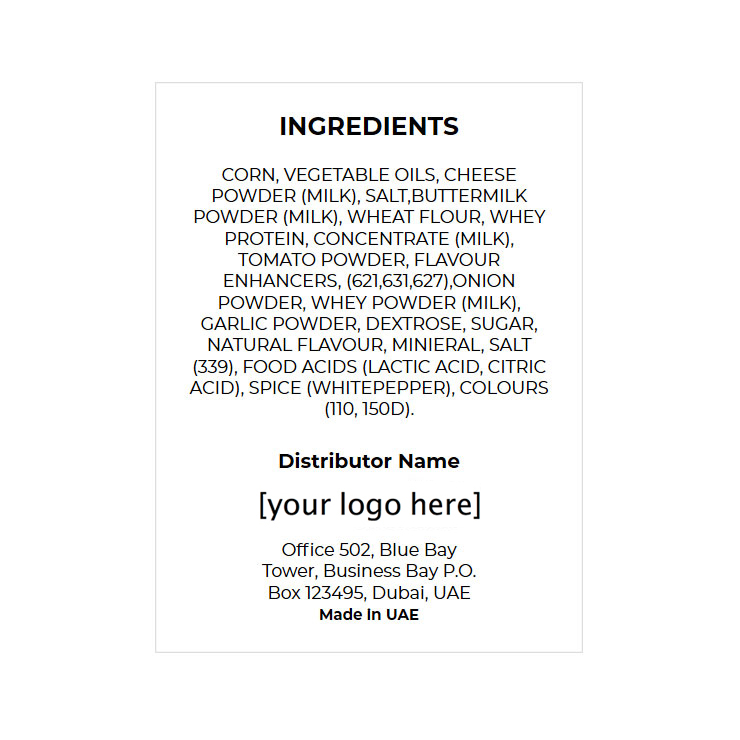 INGREDIENTS
CORN, VEGETABLE OILS, CHEESE
POWDER (MILK), SALT,BUTTERMILK
POWDER (MILK), WHEAT FLOUR, WHEY
PROTEIN, CONCENTRATE (MILK),
TOMATO POWDER, FLAVOUR
ENHANCERS, (621,631,627),ONION
POWDER, WHEY POWDER (MILK),
GARLIC POWDER, DEXTROSE, SUGAR,
NATURAL FLAVOUR, MINIERAL, SALT
(339), FOOD ACIDS (LACTIC ACID, CITRIC
ACID), SPICE (WHITEPEPPER), COLOURS
(110, 150D).
Distributor Name
[your logo here]
Office 502, Blue Bay
Tower, Business Bay P.O.
Box 123495, Dubai, UAE
Made in UAE